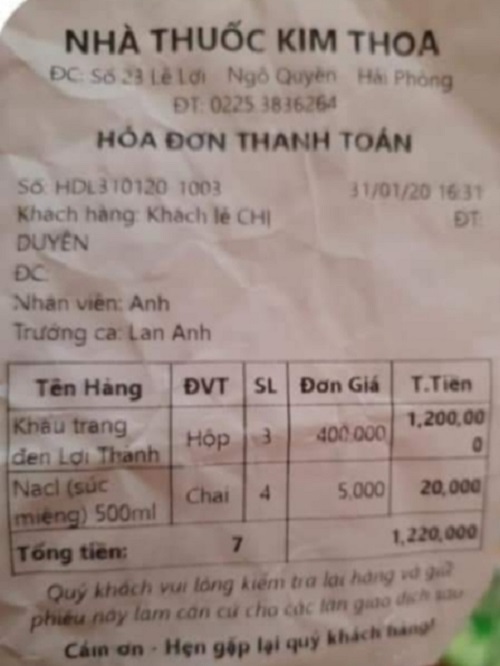 NHÀ THUỐC KIM THOA
ĐC: Số 23 Lê Lợi Ngô Quyền Hải Phòng
ĐT: 0225.3836264
HÓA ĐƠN THANH TOÁN
Số: HDL310120 1003 31/01/20 16:31
Khách hàng: Khách lẻ CHỊ ĐT:
DUYÊN
ĐC:
Nhân viên: Anh
Trưởng ca: Lan Anh
Tên Hàng ĐVT SL Đơn Giá T.Tiền
Khẩu trang 1,200,00
đen Lợi Thành Hộp 3 400,000 0
Nacl (súc Chai 4 5,000 20,000
miệng) 500ml
Tổng tiền: 7 1,220,000
Quý khách vui lòng kiểm tra lại hàng và giữ
phiếu này làm căn cứ cho các lần giao dịch sau
Cảm ơn - Hẹn gặp lại quý khách hàng!